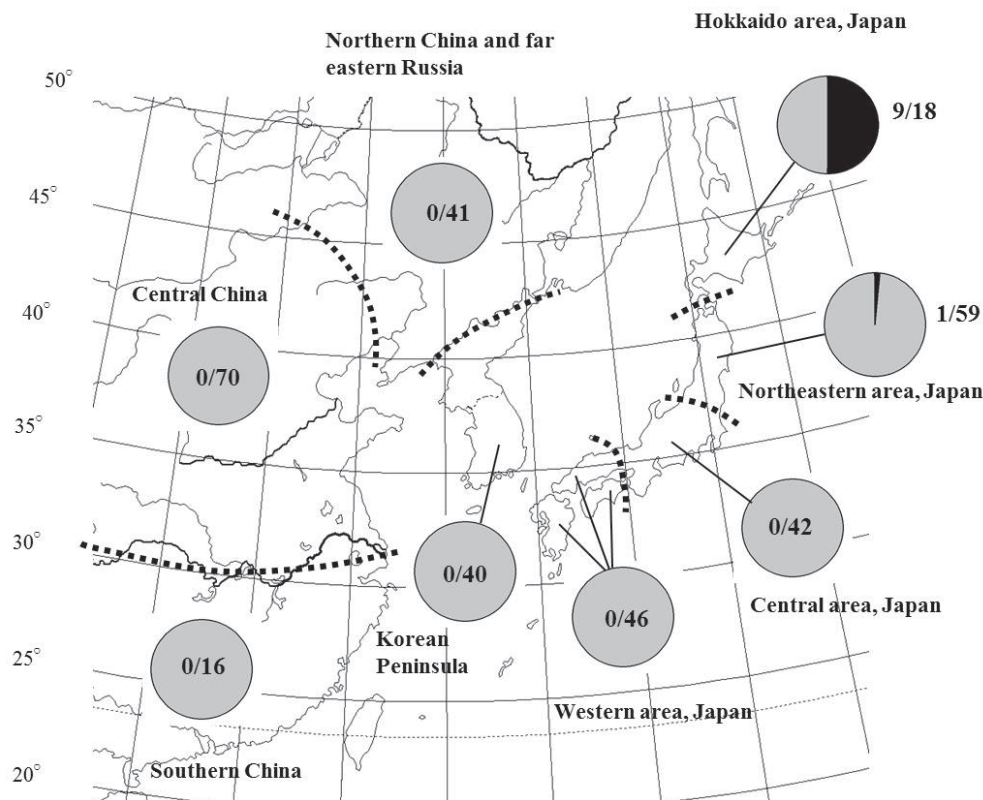 Hokkaido area, Japan
Northern China and far
eastern Russia
50°
9/18
45°
0/41
Central China
40°
1/59
0/70
Northeastern area, Japan
35°
0/42
30°
0/40
Central area, Japan
0/46
Korean
Peninsula
25°
0/16
Western area, Japan
Southern China
20°